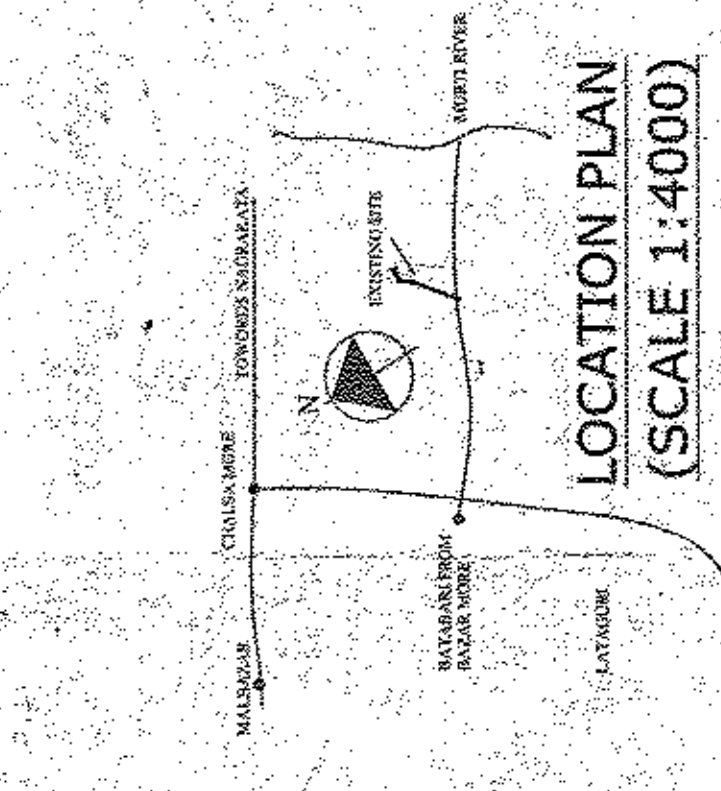 MURTI RIVER
TOWORDS NAGRAKATA
EXISTING SITE
N
CHALSA MORE
BATABARI FROM
BAZAR MORE
MALBAZAR
LATAGURI
LOCATION PLAN
(SCALE 1:4000)